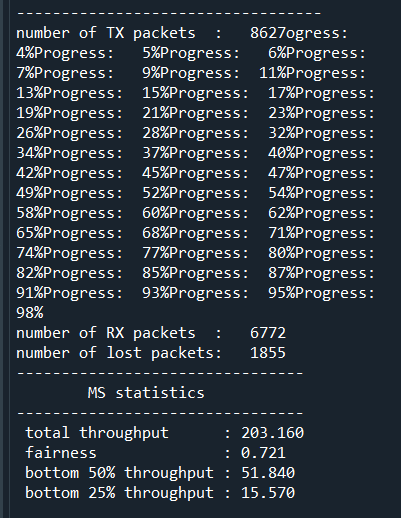 ---------------------------------
number of TX packets  :   8627ogress:
4%Progress:   5%Progress:   6%Progress:
7%Progress:   9%Progress:  11%Progress:
13%Progress:  15%Progress:  17%Progress:
19%Progress:  21%Progress:  23%Progress:
26%Progress:  28%Progress:  32%Progress:
34%Progress:  37%Progress:  40%Progress:
42%Progress:  45%Progress:  47%Progress:
49%Progress:  52%Progress:  54%Progress:
58%Progress:  60%Progress:  62%Progress:
65%Progress:  68%Progress:  71%Progress:
74%Progress:  77%Progress:  80%Progress:
82%Progress:  85%Progress:  87%Progress:
91%Progress:  93%Progress:  95%Progress:
98%
number of RX packets  :   6772
number of lost packets:   1855
--------------------------------
        MS statistics
--------------------------------
 total throughput      : 203.160
 fairness              : 0.721
 bottom 50% throughput : 51.840
 bottom 25% throughput : 15.570